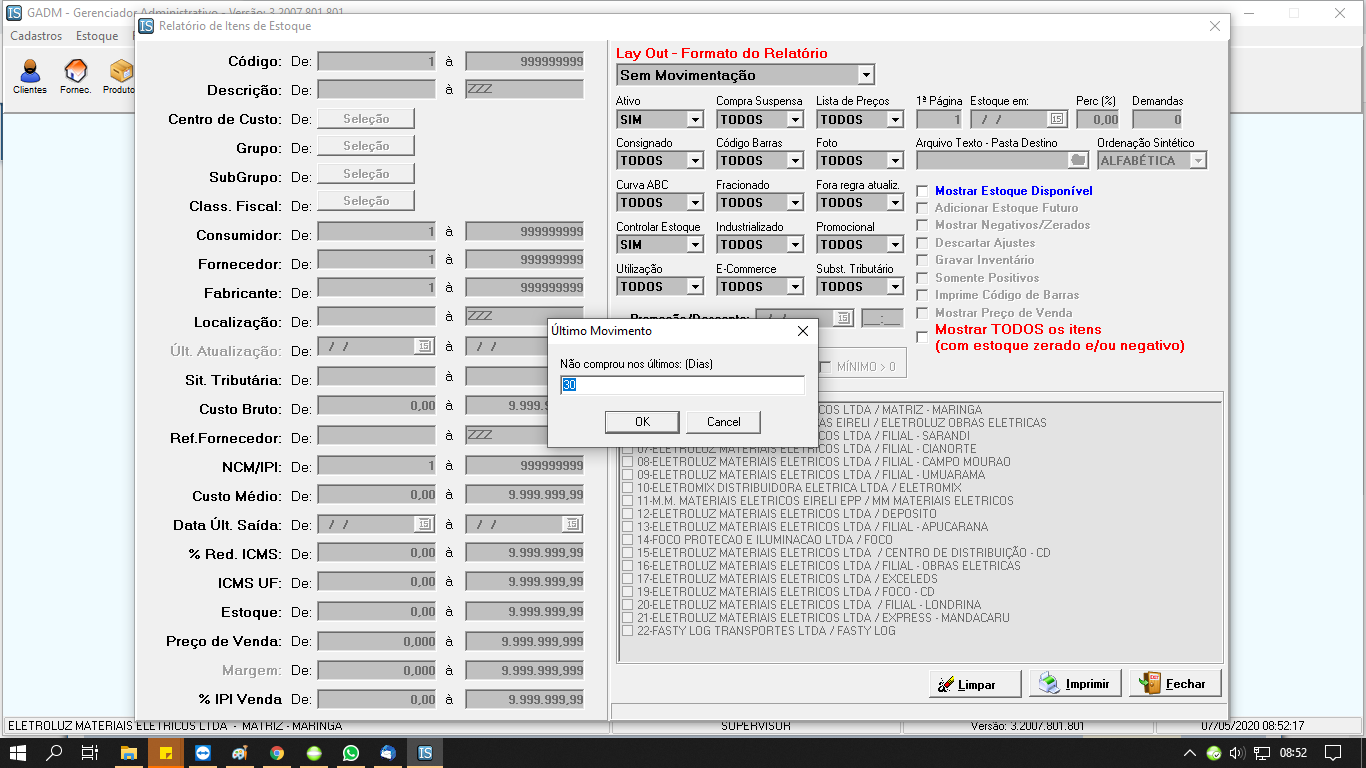 GADM - Gerenciador Administrativo - Versão: 3.2007.801.801
Cadastros Estoque
Clientes Fornec. Produto
Relatório de Itens de Estoque
Código: De: 1 à 999999999
Descrição: De: à ZZZ
Centro de Custo: De: Seleção
Grupo: De: Seleção
SubGrupo: De: Seleção
Class. Fiscal: De: Seleção
Consumidor: De: 1 à 999999999
Fornecedor: De: 1 à 999999999
Fabricante: De: 1 à 999999999
Localização: De: à ZZZ
Últ. Atualização: De: / / 15 à / /
Sit. Tributária: De: à
Custo Bruto: De: 0,00 à 9.999.9
Ref.Fornecedor: De: à ZZZ
NCM/IPI: De: 1 à 999999999
Custo Médio: De: 0,00 à 9.999.999,99
Data Últ. Saída: De: / / 15 à / / 15
% Red. ICMS: De: 0,00 à 9.999.999,99
ICMS UF: De: 0,00 à 9.999.999,99
Estoque: De: 0,00 à 9.999.999,99
Preço de Venda: De: 0,000 à 9.999.999,99
Margem: De: 0,000 à 9.999.999,99
% IPI Venda De: 0,00 à 9.999.999,99
Lay Out - Formato do Relatório
Sem Movimentação
Ativo Compra Suspensa Lista de Preços 1ª Página Estoque em: Perc (%) Demandas
SIM TODOS TODOS 1 / / 15 0,00 0
Consignado Código Barras Foto Arquivo Texto - Pasta Destino Ordenação Sintético
TODOS TODOS TODOS ALFABÉTICA
Curva ABC Fracionado Fora regra atualiz.
TODOS TODOS TODOS
Controlar Estoque Industrializado Promocional
SIM TODOS TODOS
Utilização E-Commerce Subst. Tributário
TODOS TODOS TODOS
Mostrar Estoque Disponível
Adicionar Estoque Futuro
Mostrar Negativos/Zerados
Descartar Ajustes
Gravar Inventário
Somente Positivos
Imprime Código de Barras
Mostrar Preço de Venda
Mostrar TODOS os itens
(com estoque zerado e/ou negativo)
Promoção/Desconto: / / 15 __:__
MÍNIMO > 0
Último Movimento
Não comprou nos últimos: (Dias)
30
OK Cancel
COS LTDA / MATRIZ - MARINGA
AS EIRELI / ELETROLUZ OBRAS ELETRICAS
COS LTDA / FILIAL - SARANDI
07-ELETROLUZ MATERIAIS ELETRICOS LTDA / FILIAL - CIANORTE
08-ELETROLUZ MATERIAIS ELETRICOS LTDA / FILIAL - CAMPO MOURAO
09-ELETROLUZ MATERIAIS ELETRICOS LTDA / FILIAL - UMUARAMA
10-ELETROMIX DISTRIBUIDORA ELETRICA LTDA / ELETROMIX
11-M.M. MATERIAIS ELETRICOS EIRELI EPP / MM MATERIAIS ELETRICOS
12-ELETROLUZ MATERIAIS ELETRICOS LTDA / DEPOSITO
13-ELETROLUZ MATERIAIS ELETRICOS LTDA / FILIAL - APUCARANA
14-FOCO PROTECAO E ILUMINACAO LTDA / FOCO
15-ELETROLUZ MATERIAIS ELETRICOS LTDA / CENTRO DE DISTRIBUIÇÃO - CD
16-ELETROLUZ MATERIAIS ELETRICOS LTDA / FILIAL - OBRAS ELETRICAS
17-ELETROLUZ MATERIAIS ELETRICOS LTDA / EXCELEDS
19-ELETROLUZ MATERIAIS ELETRICOS LTDA / FOCO - CD
20-ELETROLUZ MATERIAIS ELETRICOS LTDA / FILIAL - LONDRINA
21-ELETROLUZ MATERIAIS ELETRICOS LTDA / EXPRESS - MANDACARU
22-FASTY LOG TRANSPORTES LTDA / FASTY LOG
Limpar Imprimir Fechar
ELETROLUZ MATERIAIS ELETRICOS LTDA - MATRIZ - MARINGA SUPERVISOR Versão: 3.2007.801.801 07/05/2020 08:52:17
08:52